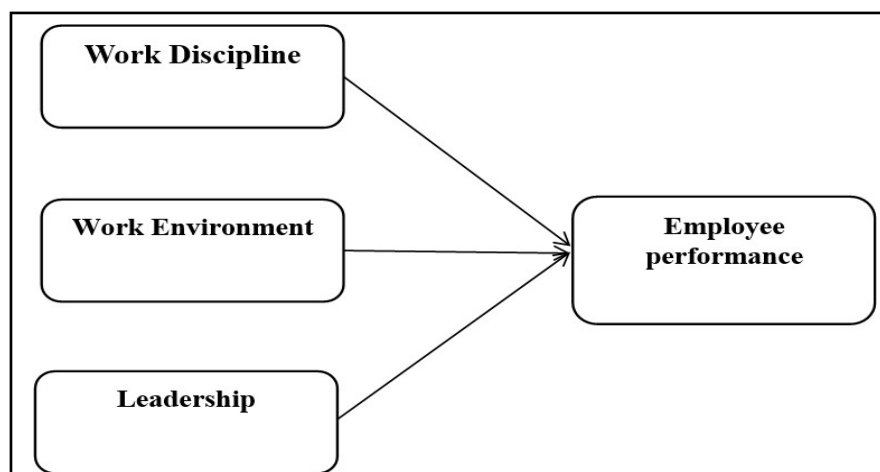 Work Discipline
Work Environment
Leadership
Employee
performance